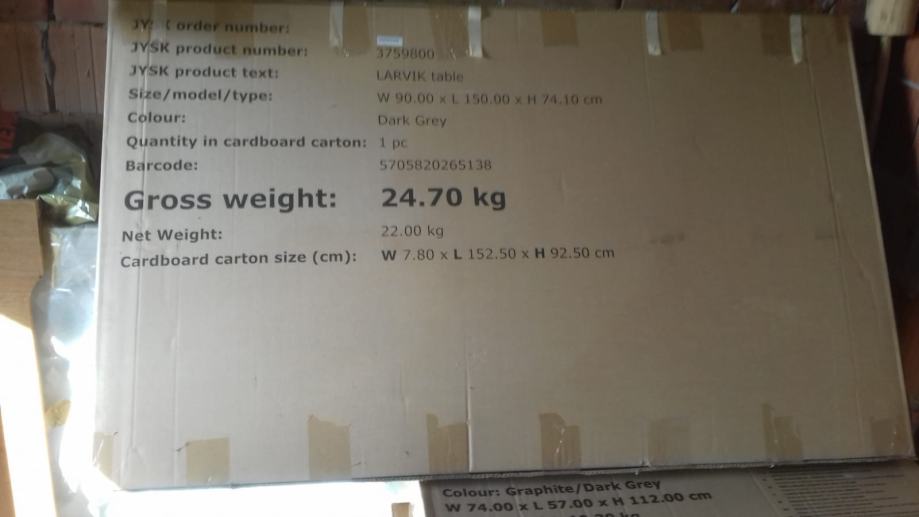 order number:
JYSK product number: 3759800
JYSK product text: LARVIK table
Size/model/type: W 90.00 x L 150.00 x H 74.10 cm
Colour: Dark Grey
Quantity in cardboard carton: 1 pc
Barcode: 5705820265138
Gross weight: 24.70 kg
Net Weight: 22.00 kg
Cardboard carton size (cm): W 7.80 x L 152.50 x H 92.50 cm
Colour: Graphite/Dark Grey
W 74.00 x L 57.00 x H 112.00 cm
kg